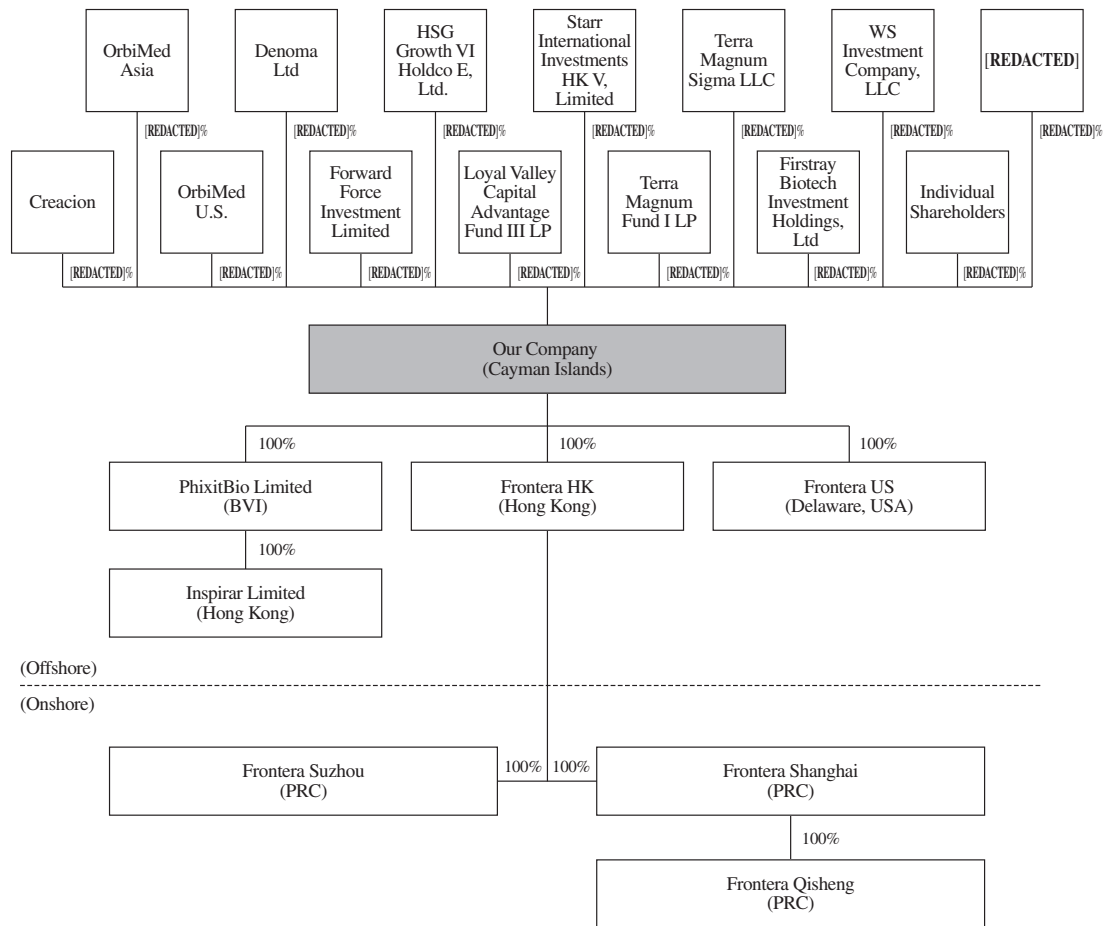 OrbiMed
Asia
Denoma
Ltd
HSG
Growth VI
Holdco E,
Ltd.
Starr
International
Investments
HK V,
Limited
Terra
Magnum
Sigma LLC
WS
Investment
Company,
LLC
[REDACTED]
[REDACTED]%
[REDACTED]%
[REDACTED]%
[REDACTED]%
[REDACTED]%
[REDACTED]%
[REDACTED]%
Creacion
OrbiMed
U.S.
Forward
Force
Investment
Limited
Loyal Valley
Capital
Advantage
Fund III LP
Terra
Magnum
Fund I LP
Firstray
Biotech
Investment
Holdings,
Ltd
Individual
Shareholders
[REDACTED]%
[REDACTED]%
[REDACTED]%
[REDACTED]%
[REDACTED]%
[REDACTED]%
[REDACTED]%
Our Company
(Cayman Islands)
100%
100%
100%
PhixitBio Limited
(BVI)
Frontera HK
(Hong Kong)
Frontera US
(Delaware, USA)
100%
Inspirar Limited
(Hong Kong)
(Offshore)
(Onshore)
Frontera Suzhou
(PRC)
100%
100%
Frontera Shanghai
(PRC)
100%
Frontera Qisheng
(PRC)